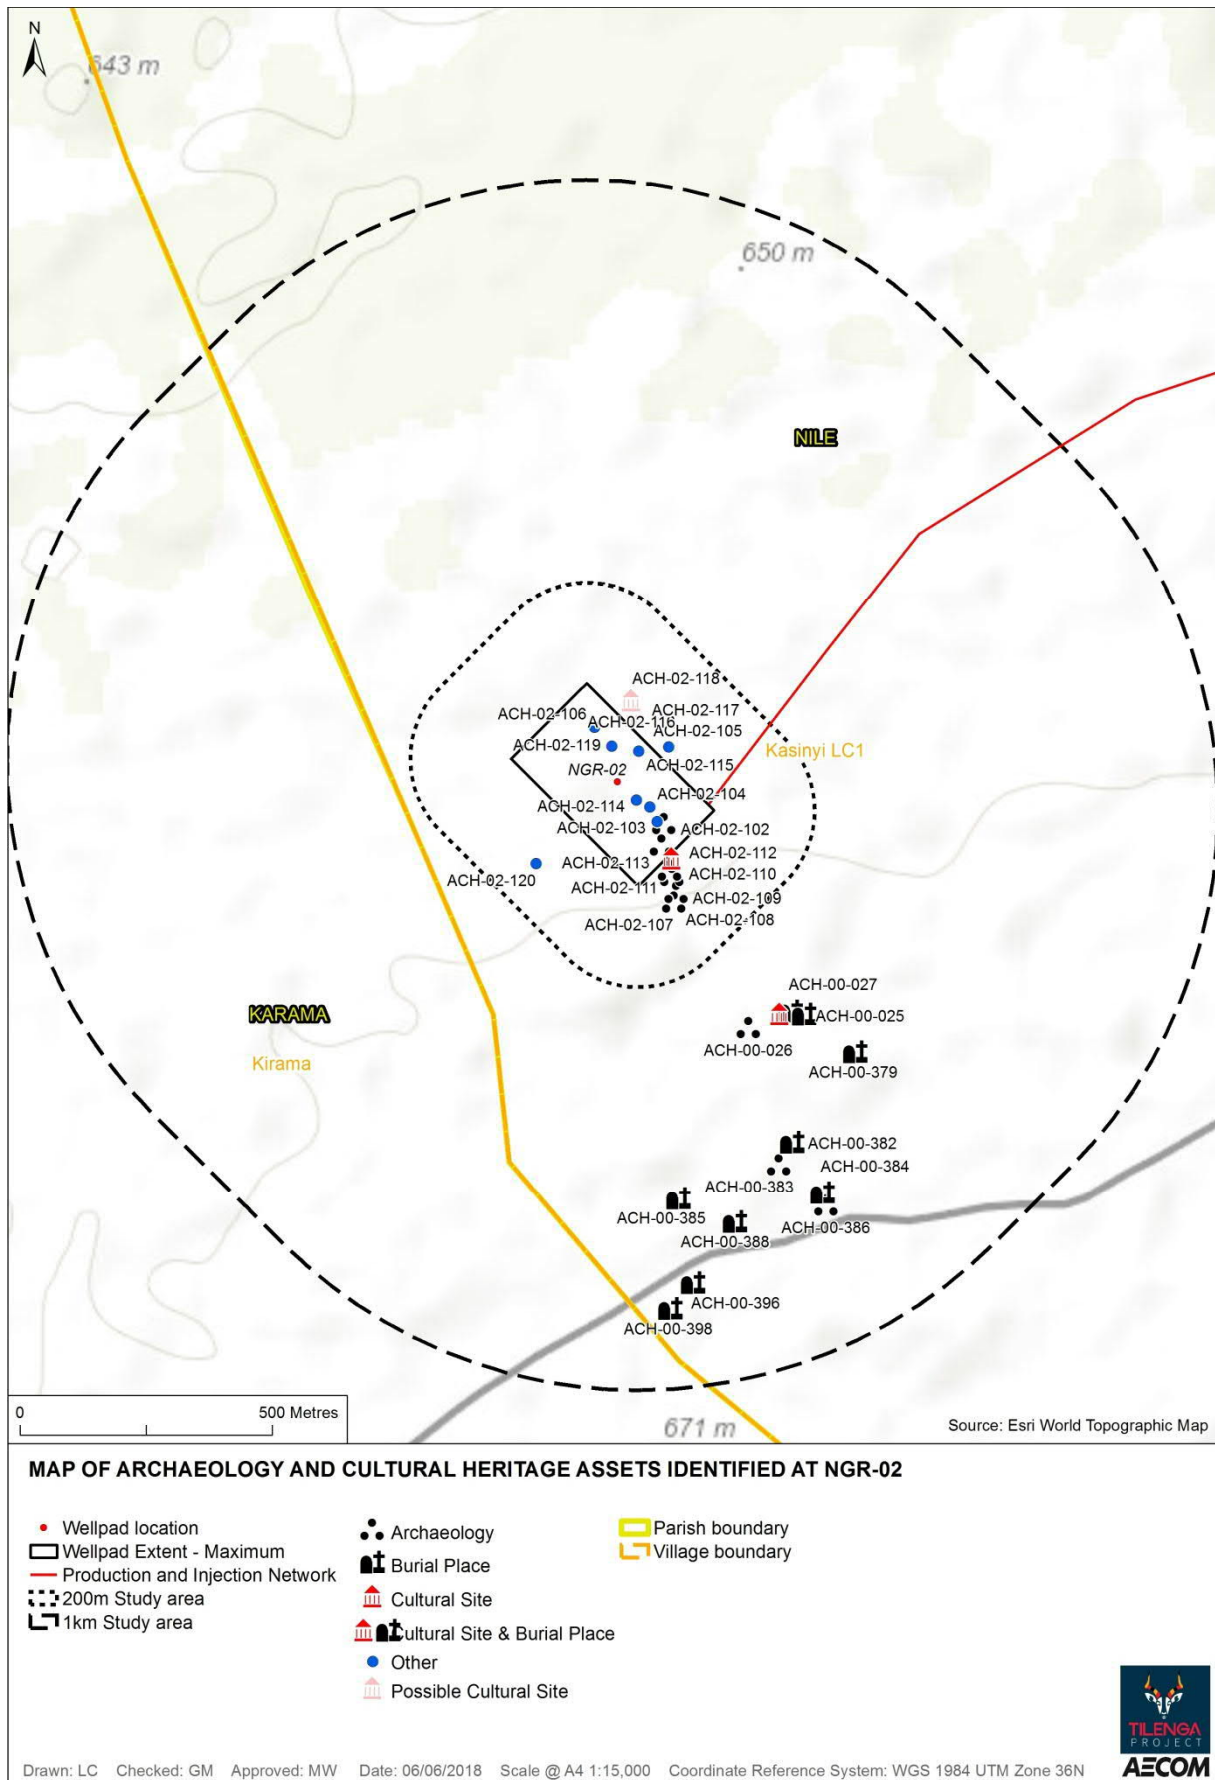 N
643 m
650 m
NILE
ACH-02-118
ACH-02-117
ACH-02-106
ACH-02-116
ACH-02-105
ACH-02-119
Kasinyi LC1
NGR-02
ACH-02-115
ACH-02-104
ACH-02-114
ACH-02-103
ACH-02-102
ACH-02-112
ACH-02-113
ACH-02-110
ACH-02-120
ACH-02-111
ACH-02-109
ACH-02-107
ACH-02-108
ACH-00-027
KARAMA
ACH-00-025
ACH-00-026
Kirama
ACH-00-379
ACH-00-382
ACH-00-384
ACH-00-383
ACH-00-385
ACH-00-386
ACH-00-388
ACH-00-396
ACH-00-398
0 500 Metres
671 m
Source: Esri World Topographic Map
MAP OF ARCHAEOLOGY AND CULTURAL HERITAGE ASSETS IDENTIFIED AT NGR-02
Wellpad location
Wellpad Extent - Maximum
Production and Injection Network
200m Study area
1km Study area
Archaeology
Burial Place
Cultural Site
Cultural Site & Burial Place
Other
Possible Cultural Site
Parish boundary
Village boundary
TILENGA
PROJECT
AECOM
Drawn: LC Checked: GM Approved: MW Date: 06/06/2018 Scale @ A4 1:15,000 Coordinate Reference System: WGS 1984 UTM Zone 36N